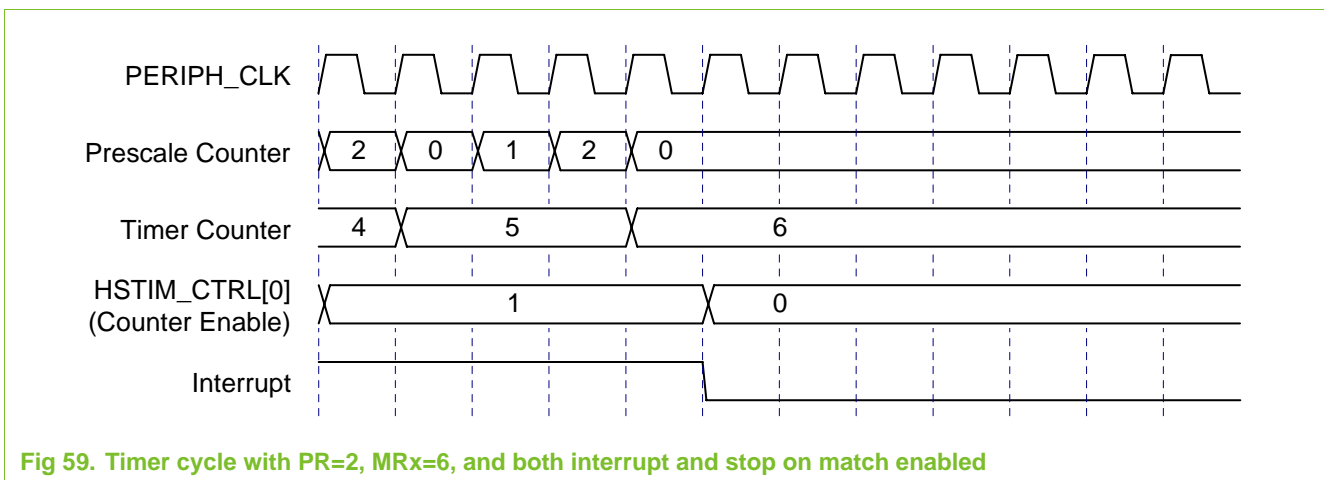 PERIPH_CLK
Prescale Counter 2 0 1 2 0
Timer Counter 4 5 6
HSTIM_CTRL[0]
(Counter Enable) 1 0
Interrupt
Fig 59. Timer cycle with PR=2, MRx=6, and both interrupt and stop on match enabled